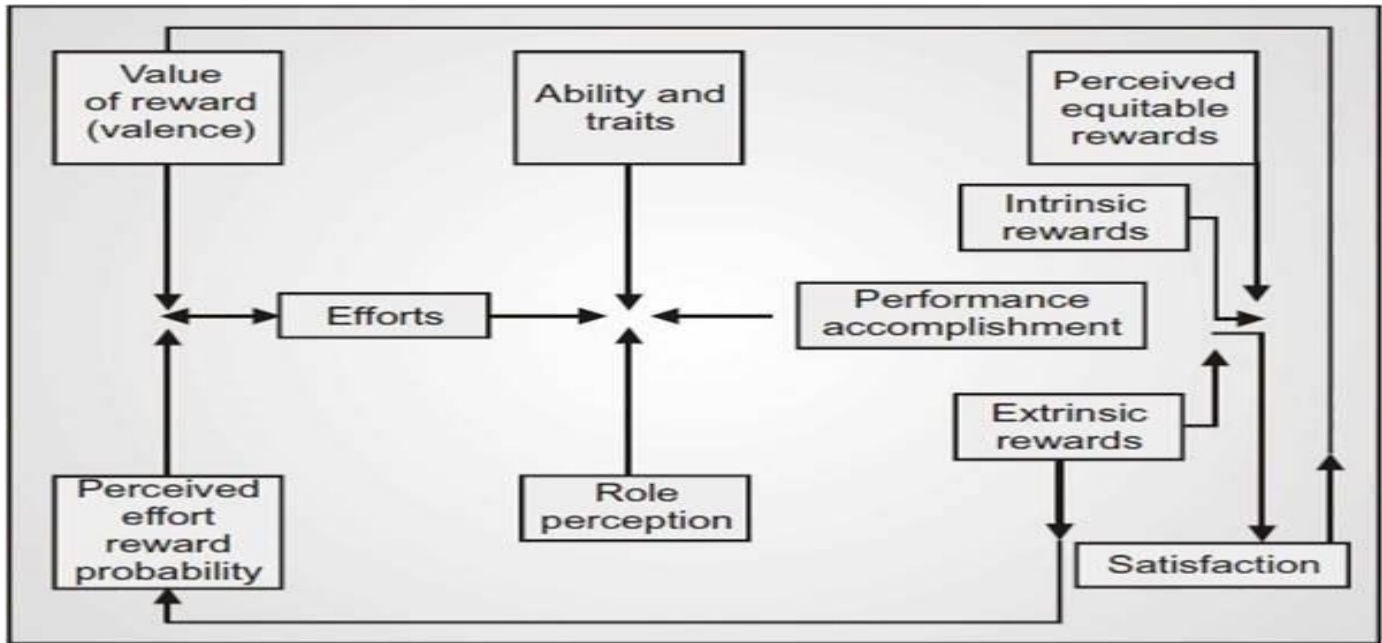 Value
of reward
(valence)
Ability and
traits
Perceived
equitable
rewards
Intrinsic
rewards
Efforts
Performance
accomplishment
Extrinsic
rewards
Perceived
effort
reward
probability
Role
perception
Satisfaction